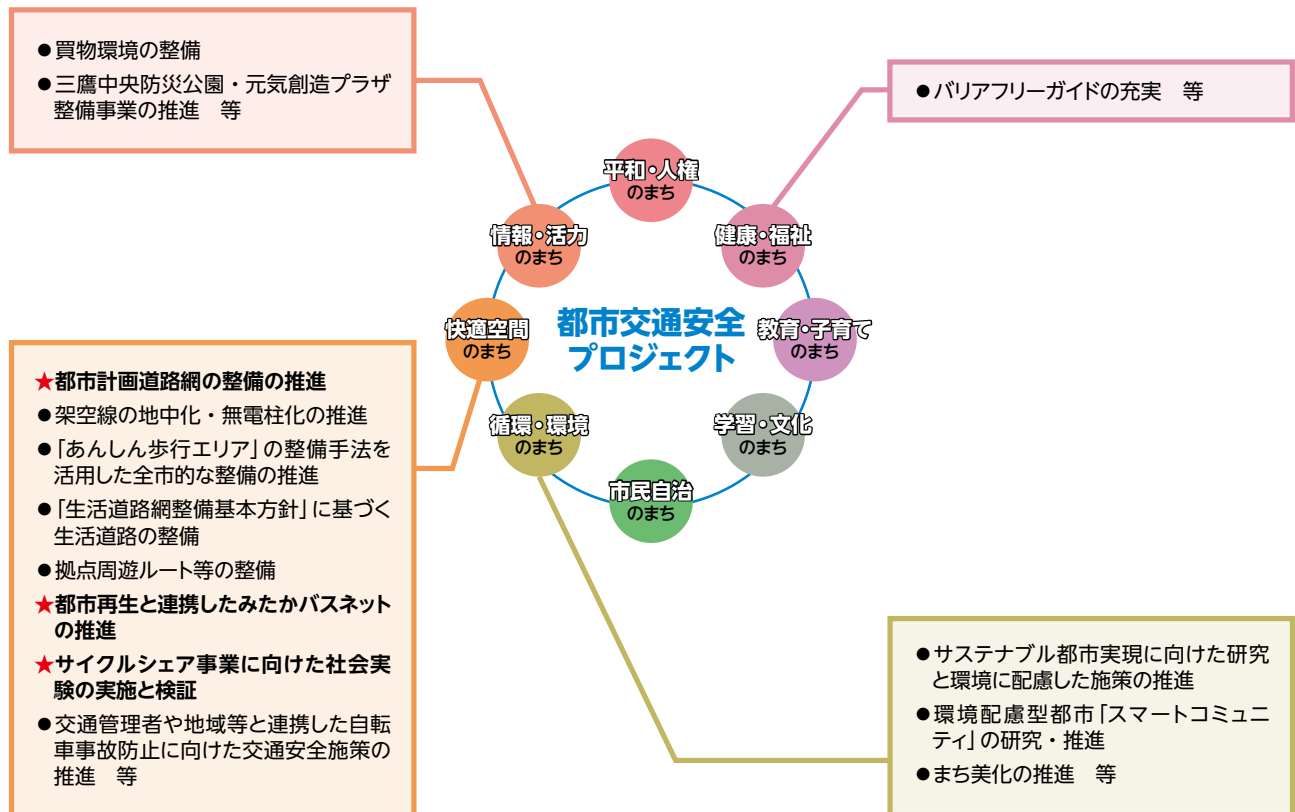 ●買物環境の整備
●三鷹中央防災公園・元気創造プラザ
整備事業の推進　等
●バリアフリーガイドの充実　等
平和・人権
のまち
情報・活力
のまち
健康・福祉
のまち
快適空間
のまち
都市交通安全
プロジェクト
教育・子育て
のまち
循環・環境
のまち
学習・文化
のまち
市民自治
のまち
★都市計画道路網の整備の推進
●架空線の地中化・無電柱化の推進
●「あんしん歩行エリア」の整備手法を
活用した全市的な整備の推進
●「生活道路網整備基本方針」に基づく
生活道路の整備
●拠点周遊ルート等の整備
★都市再生と連携したみたかバスネット
の推進
★サイクルシェア事業に向けた社会実
験の実施と検証
●交通管理者や地域等と連携した自転
車事故防止に向けた交通安全施策の
推進　等
●サステナブル都市実現に向けた研究
と環境に配慮した施策の推進
●環境配慮型都市「スマートコミュニ
ティ」の研究・推進
●まち美化の推進　等